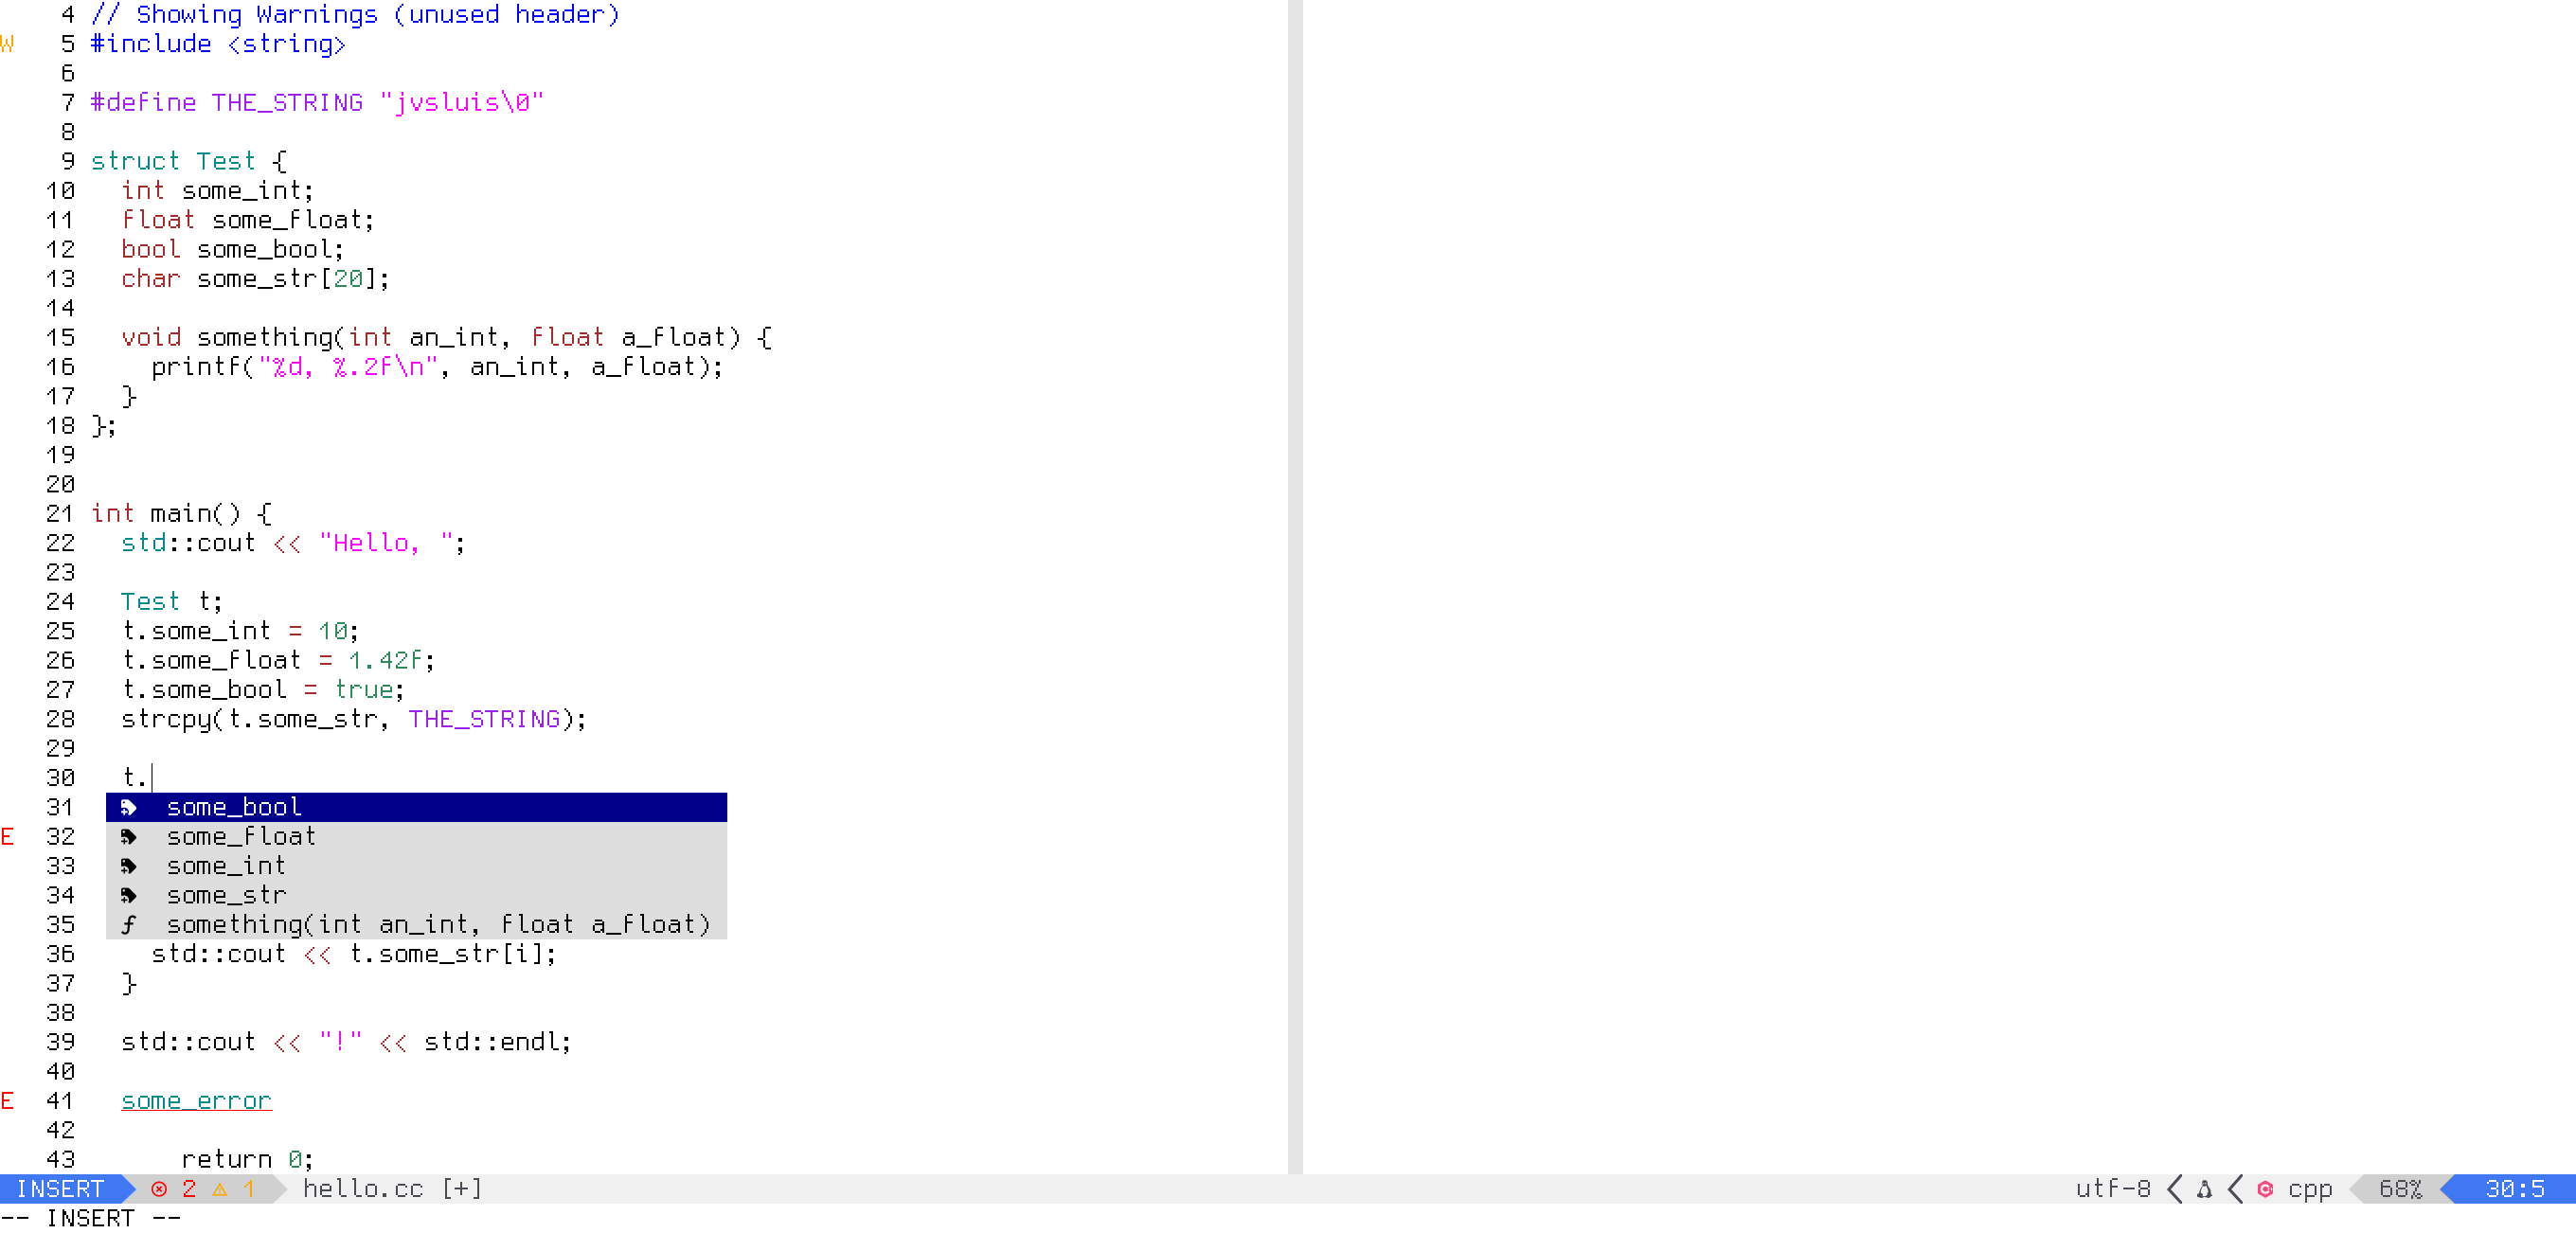 4 // Showing Warnings (unused header)
W 5 #include <string>
6
7 #define THE_STRING "jvsluis\0"
8
9 struct Test {
10   int some_int;
11   float some_float;
12   bool some_bool;
13   char some_str[20];
14
15   void something(int an_int, float a_float) {
16     printf("%d, %.2f\n", an_int, a_float);
17   }
18 };
19
20
21 int main() {
22   std::cout << "Hello, ";
23
24   Test t;
25   t.some_int = 10;
26   t.some_float = 1.42f;
27   t.some_bool = true;
28   strcpy(t.some_str, THE_STRING);
29
30   t.
31 some_bool
E 32 some_float
33 some_int
34 some_str
35 ƒ something(int an_int, float a_float)
36     std::cout << t.some_str[i];
37   }
38
39   std::cout << "!" << std::endl;
40
E 41   some_error
42
43       return 0;
INSERT 2 1 hello.cc [+] utf-8 cpp 68% 30:5
-- INSERT --